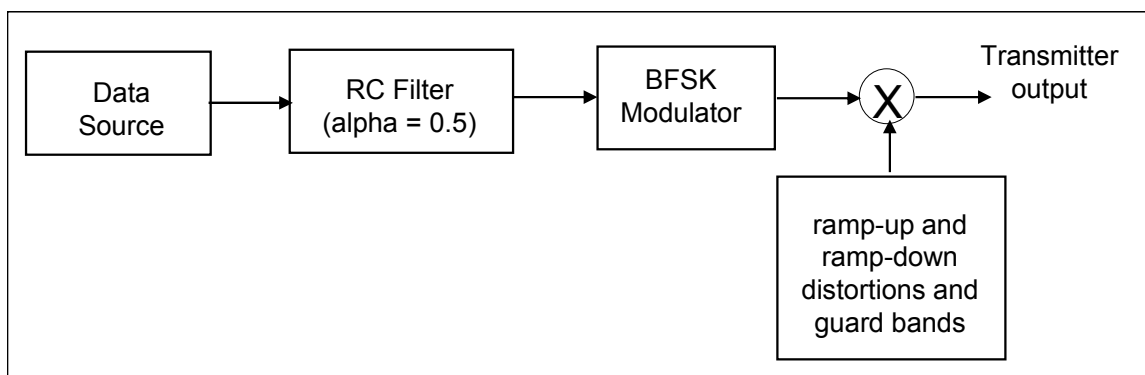 Data
Source
RC Filter
(alpha = 0.5)
BFSK
Modulator
X
Transmitter
output
ramp-up and
ramp-down
distortions and
guard bands